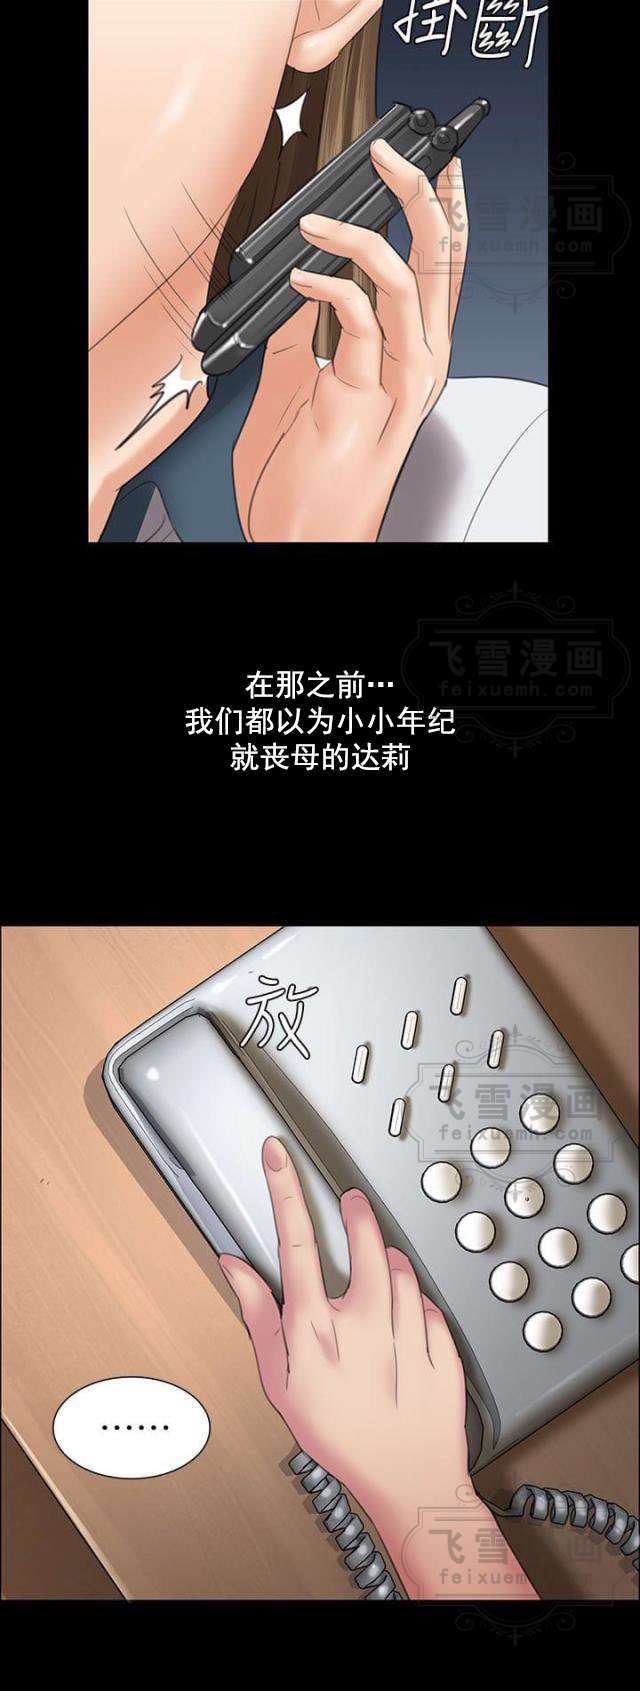 掛斷
飞雪漫画
feixuemh.com
飞雪漫画
feixuemh.com
在那之前…
我们都以为小小年纪
就丧母的达莉
放
飞雪漫画
feixuemh.com
……
飞雪漫画
feixuemh.com